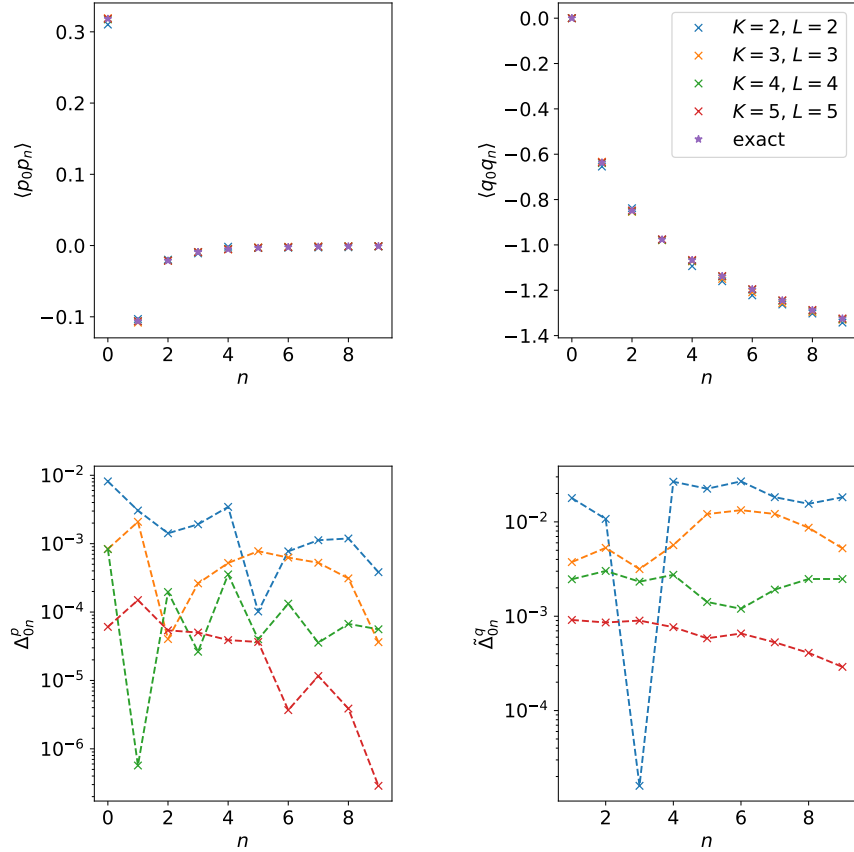 ⟨p₀pₙ⟩
0.3
0.2
0.1
0.0
−0.1
0 2 4 6 8
n
⟨q₀qₙ⟩
0.0
−0.2
−0.4
−0.6
−0.8
−1.0
−1.2
−1.4
0 2 4 6 8
n
K = 2, L = 2
K = 3, L = 3
K = 4, L = 4
K = 5, L = 5
exact
Δᵖ₀ₙ
10⁻²
10⁻³
10⁻⁴
10⁻⁵
10⁻⁶
0 2 4 6 8
n
Δ̃^q₀ₙ
10⁻²
10⁻³
10⁻⁴
2 4 6 8
n